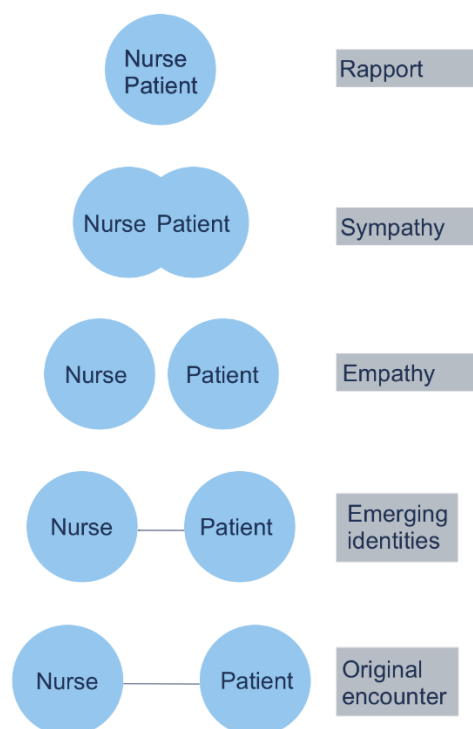 Nurse
Patient
Rapport
Nurse Patient
Sympathy
Nurse
Patient
Empathy
Nurse
Patient
Emerging
identities
Nurse
Patient
Original
encounter